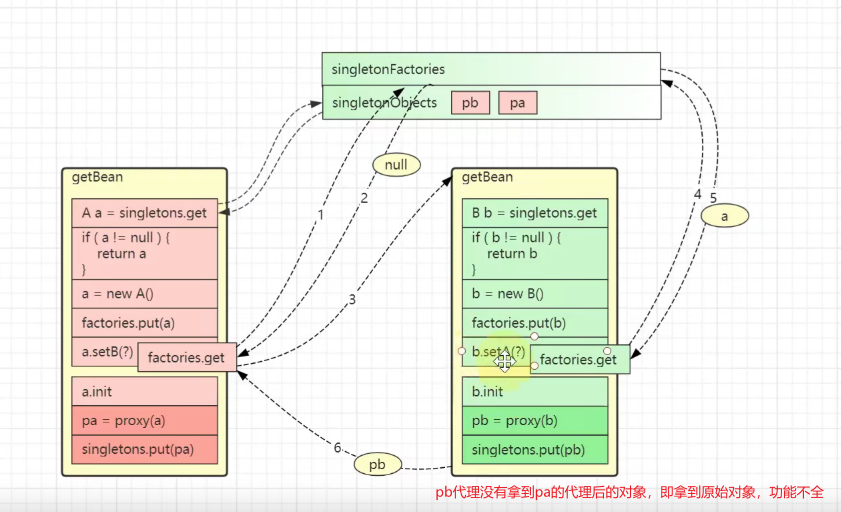 singletonFactories
singletonObjects pb pa
null
getBean
A a = singletons.get
if ( a != null ) {
return a
}
a = new A()
factories.put(a)
a.setB(?)
factories.get
a.init
pa = proxy(a)
singletons.put(pa)
getBean
B b = singletons.get
if ( b != null ) {
return b
}
b = new B()
factories.put(b)
b.setA(?)
factories.get
b.init
pb = proxy(b)
singletons.put(pb)
1
2
3
4
5
a
6
pb
pb代理没有拿到pa的代理后的对象，即拿到原始对象，功能不全